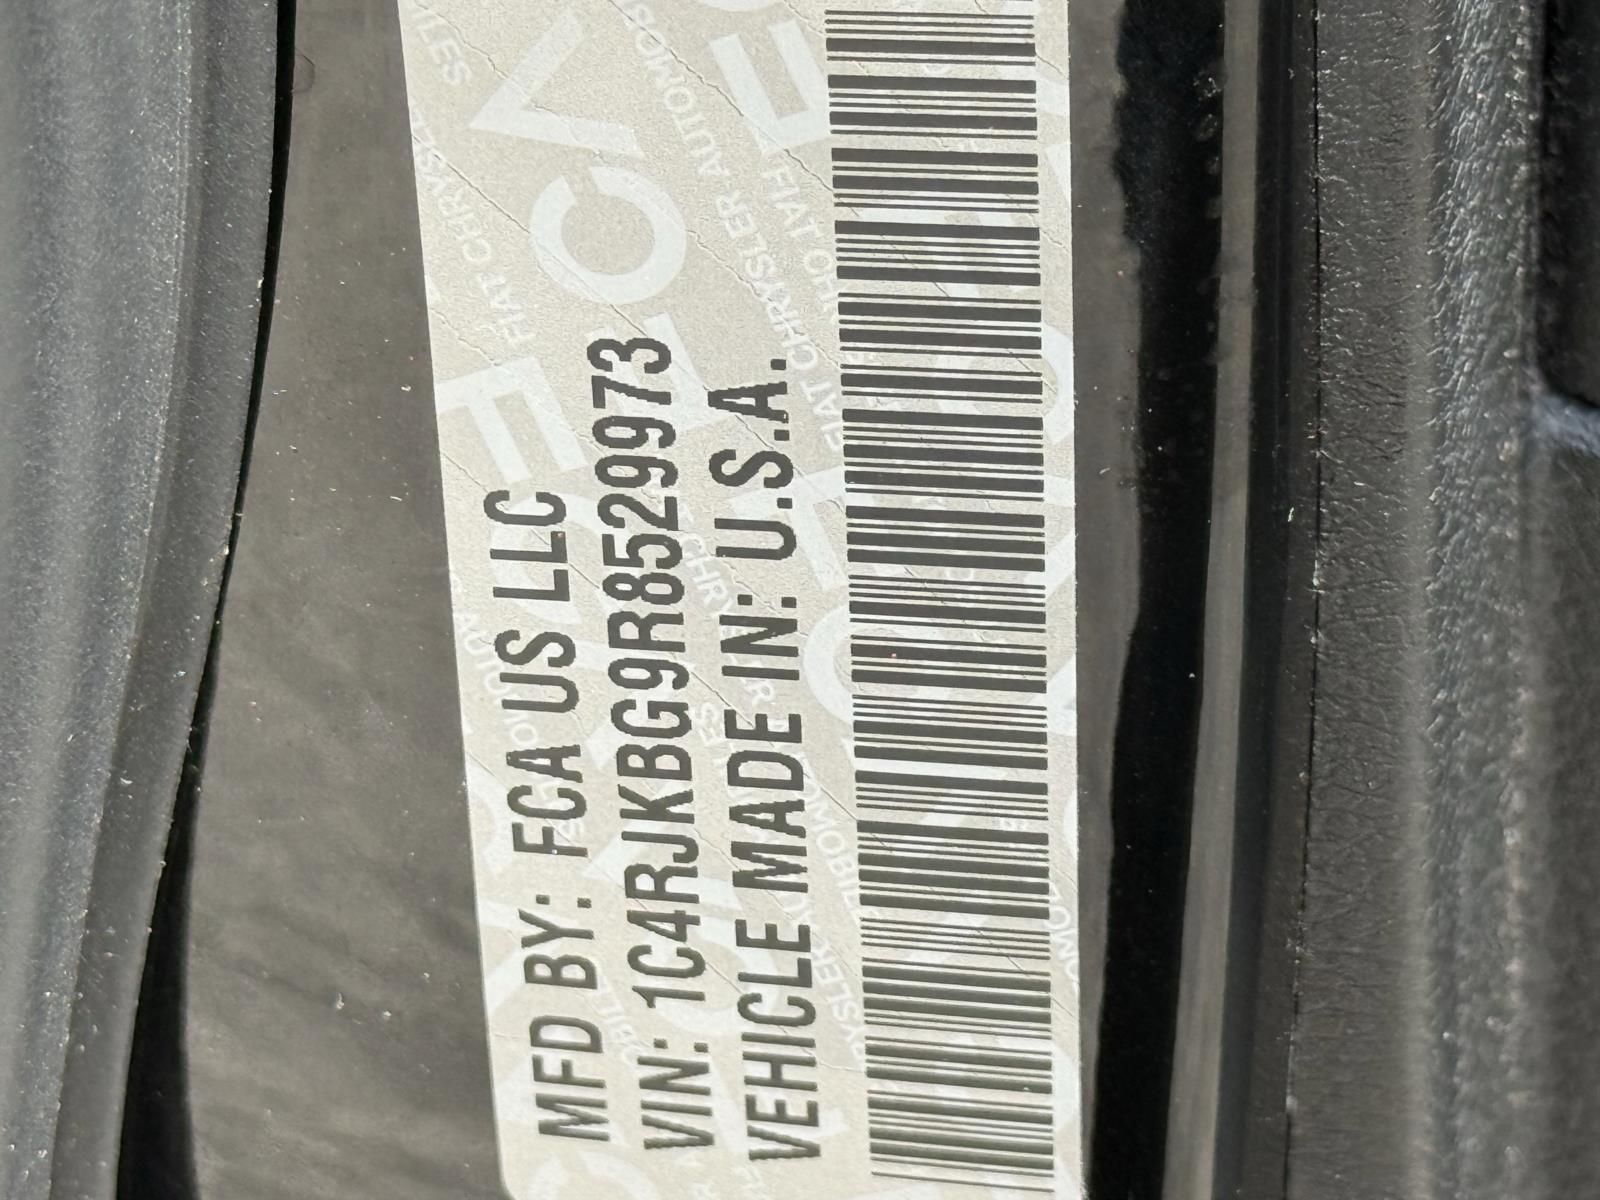 MFD BY: FCA US LLC
VIN: 1C4RJKBG9R8529973
VEHICLE MADE IN: U.S.A.